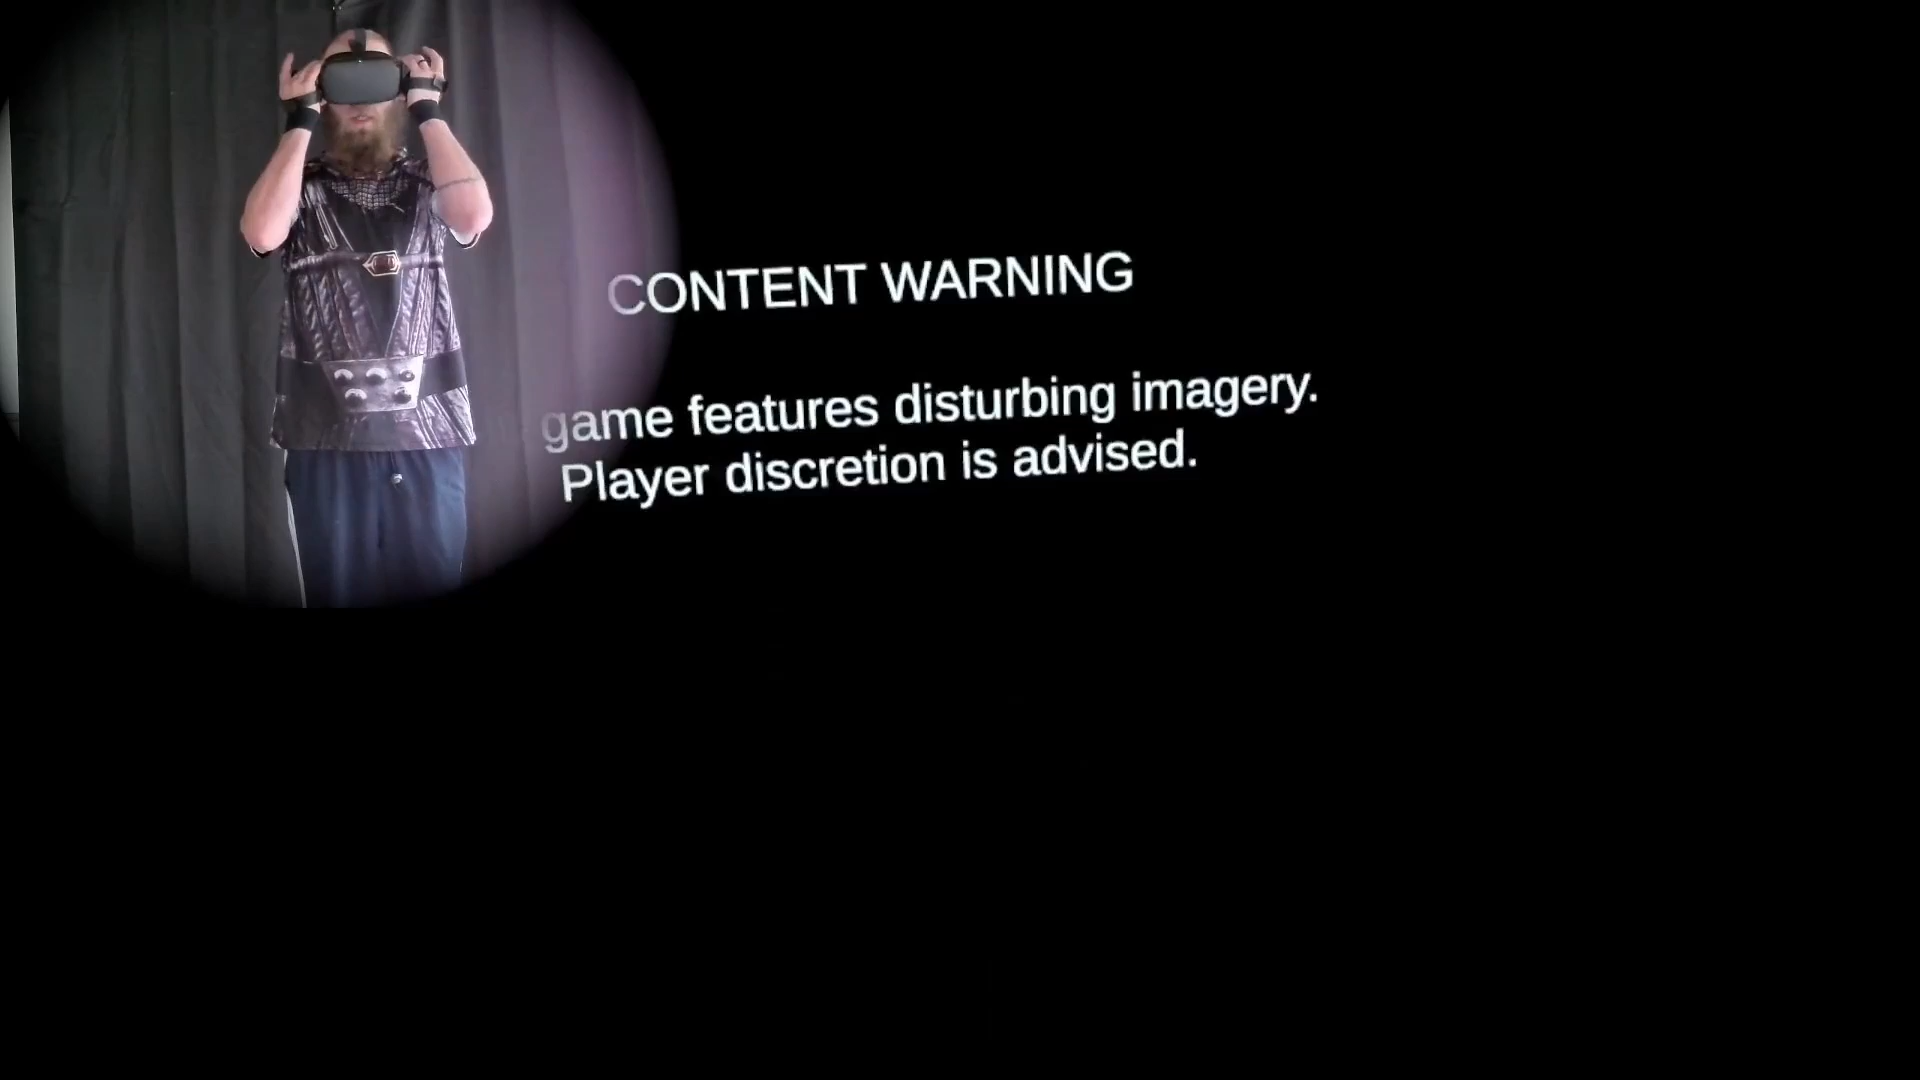 CONTENT WARNING
game features disturbing imagery.
Player discretion is advised.